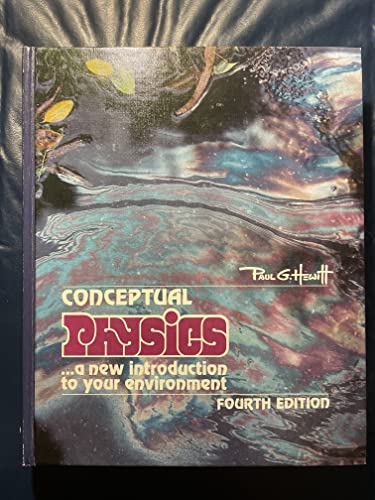 Paul G. Hewitt
CONCEPTUAL
Physics
...a new introduction
to your environment
FOURTH EDITION